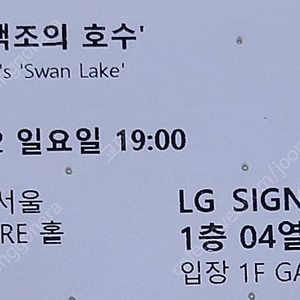 백조의 호수'
's 'Swan Lake'
일요일 19:00
서울
LG SIGN
RE 홀
1층 04열
입장 1F GA